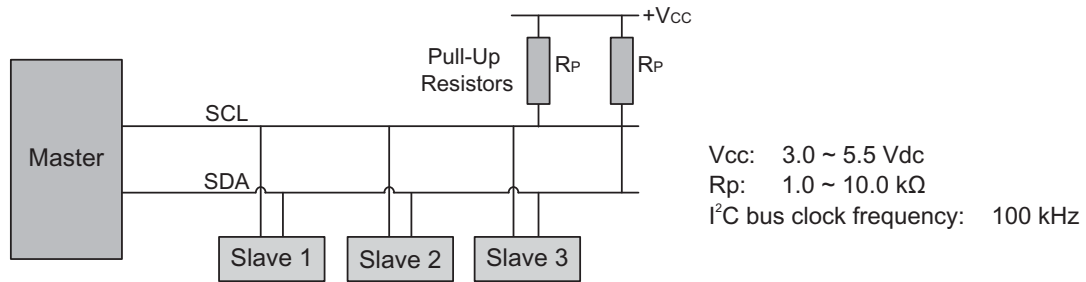 +Vcc
Pull-Up
Resistors
RP
RP
SCL
Master
SDA
Slave 1
Slave 2
Slave 3
Vcc: 3.0 ~ 5.5 Vdc
Rp: 1.0 ~ 10.0 kΩ
I²C bus clock frequency: 100 kHz